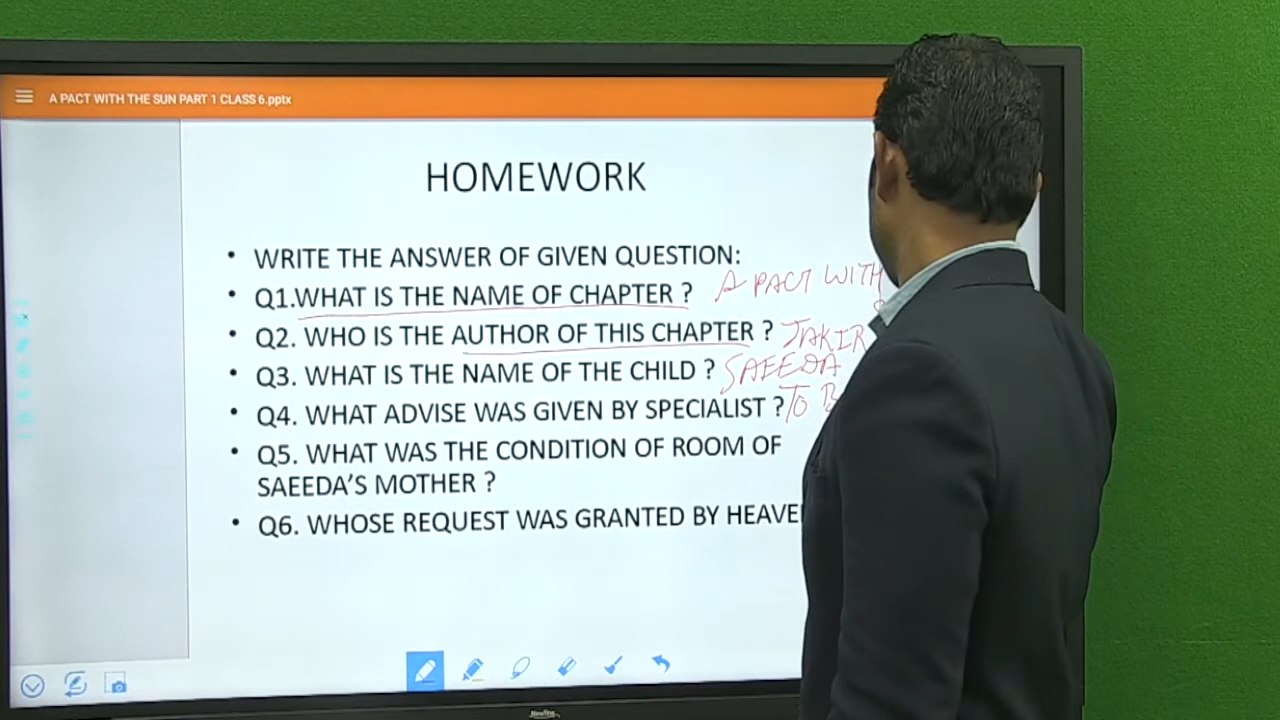 A PACT WITH THE SUN PART 1 CLASS 6.pptx
HOMEWORK
• WRITE THE ANSWER OF GIVEN QUESTION:
• Q1.WHAT IS THE NAME OF CHAPTER ? A PACT WITH
• Q2. WHO IS THE AUTHOR OF THIS CHAPTER ? JAKIR
• Q3. WHAT IS THE NAME OF THE CHILD ? SAEEDA
• Q4. WHAT ADVISE WAS GIVEN BY SPECIALIST ? TO
• Q5. WHAT WAS THE CONDITION OF ROOM OF
SAEEDA'S MOTHER ?
• Q6. WHOSE REQUEST WAS GRANTED BY HEAVE